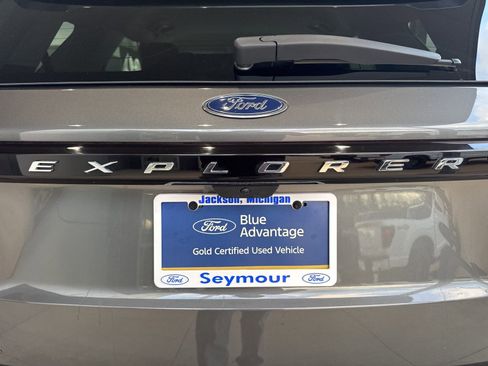 Ford
EXPLORER
Jackson, Michigan
Ford Blue
Advantage
Gold Certified Used Vehicle
Ford Seymour Ford